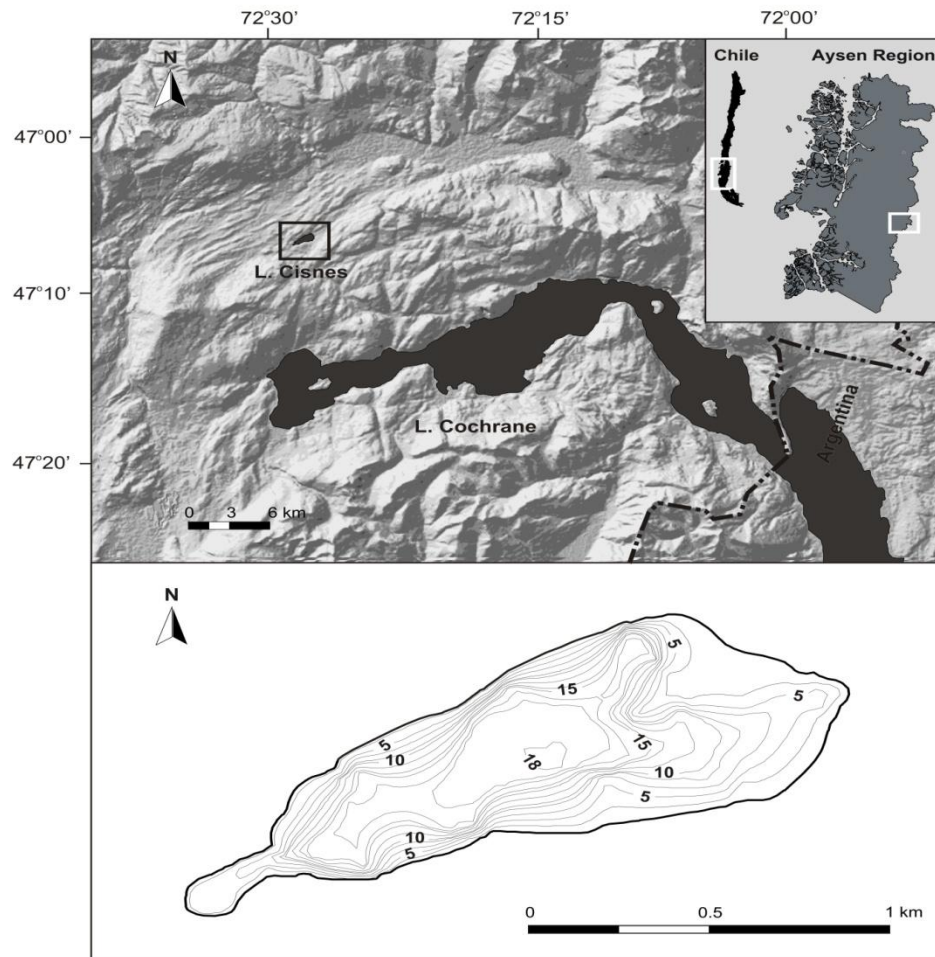 72°30' 72°15' 72°00'
N
Chile Aysen Region
47°00'
L. Cisnes
47°10'
L. Cochrane
Argentina
47°20'
0 3 6 km
N
5
5
15
5
15
18
10
10
5
10
5
0 0.5 1 km